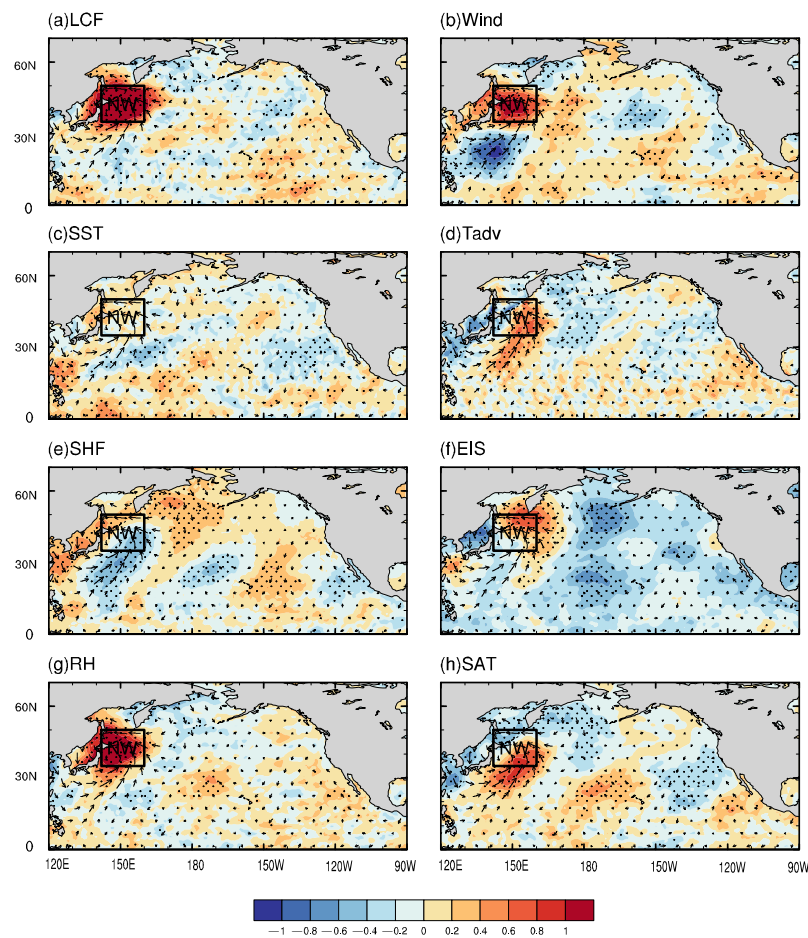 (a)LCF (b)Wind
60N
30N
0
NW NW
(c)SST (d)Tadv
60N
30N
0
NW NW
(e)SHF (f)EIS
60N
30N
0
NW NW
(g)RH (h)SAT
60N
30N
0
NW NW
120E 150E 180 150W 120W 90W 120E 150E 180 150W 120W 90W
−1 −0.8 −0.6 −0.4 −0.2 0 0.2 0.4 0.6 0.8 1